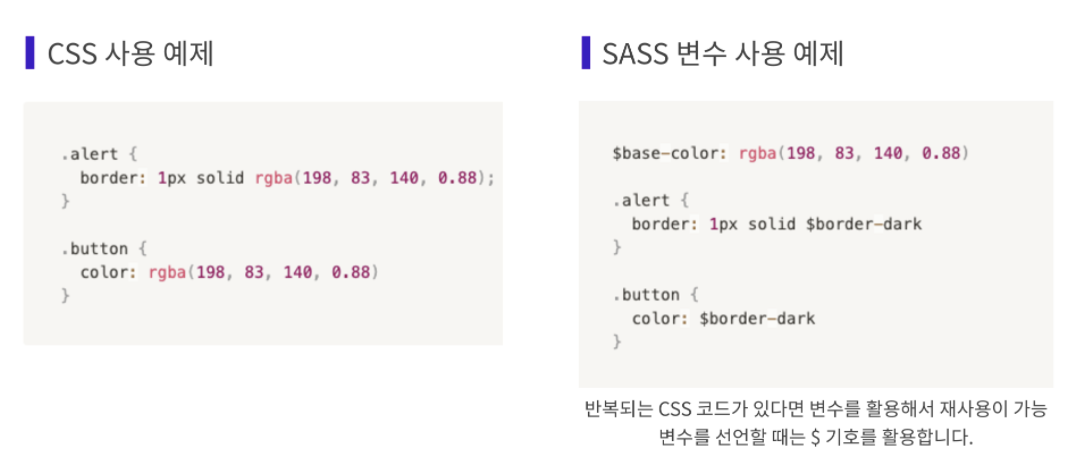 CSS 사용 예제
.alert {
border: 1px solid rgba(198, 83, 140, 0.88);
}
.button {
color: rgba(198, 83, 140, 0.88)
}
SASS 변수 사용 예제
$base-color: rgba(198, 83, 140, 0.88)
.alert {
border: 1px solid $border-dark
}
.button {
color: $border-dark
}
반복되는 CSS 코드가 있다면 변수를 활용해서 재사용이 가능
변수를 선언할 때는 $ 기호를 활용합니다.